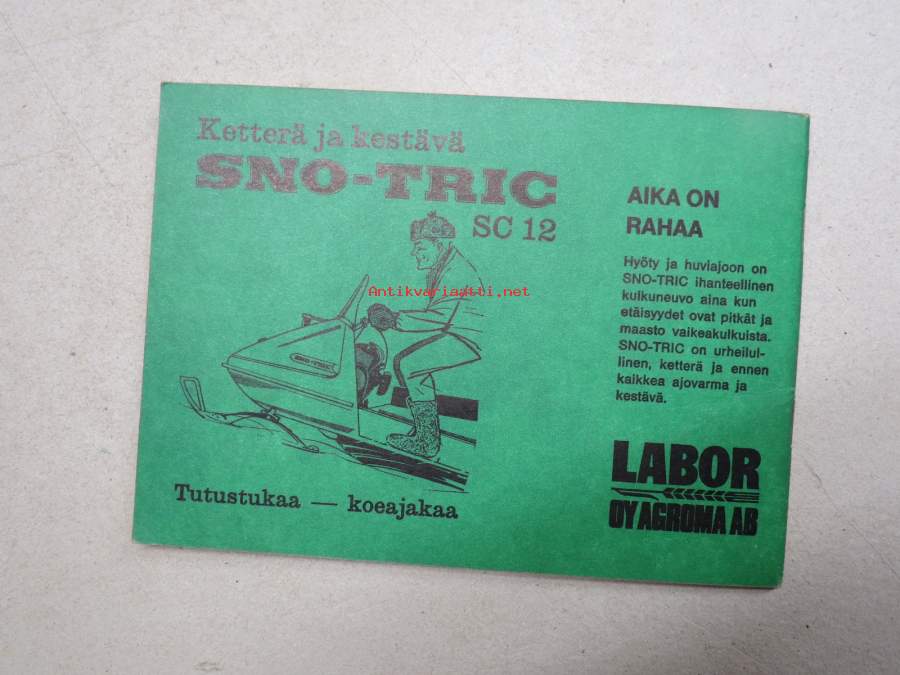 Ketterä ja kestävä
SNO-TRIC
SC 12
SNO-TRIC
Tutustukaa — koeajakaa
AIKA ON
RAHAA
Hyöty ja huviajoon on
SNO-TRIC ihanteellinen
kulkuneuvo aina kun
etäisyydet ovat pitkät ja
maasto vaikeakulkuista.
SNO-TRIC on urheilul-
linen, ketterä ja ennen
kaikkea ajovarma ja
kestävä.
LABOR
OY AGROMA AB
Antikvariaatti.net